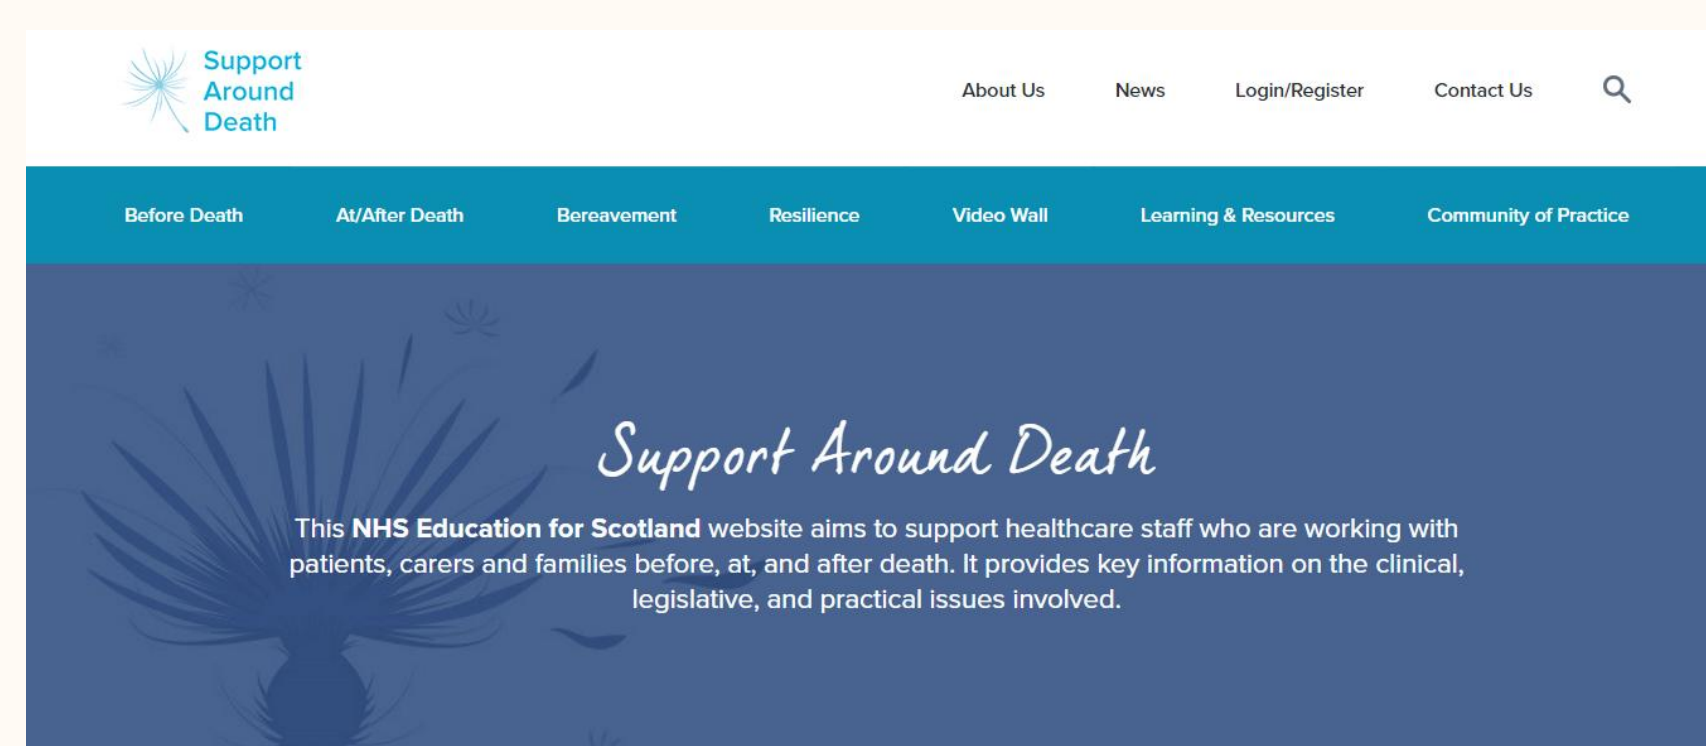 Support
Around
Death
About Us News Login/Register Contact Us
Before Death At/After Death Bereavement Resilience Video Wall Learning & Resources Community of Practice
Support Around Death
This NHS Education for Scotland website aims to support healthcare staff who are working with
patients, carers and families before, at, and after death. It provides key information on the clinical,
legislative, and practical issues involved.